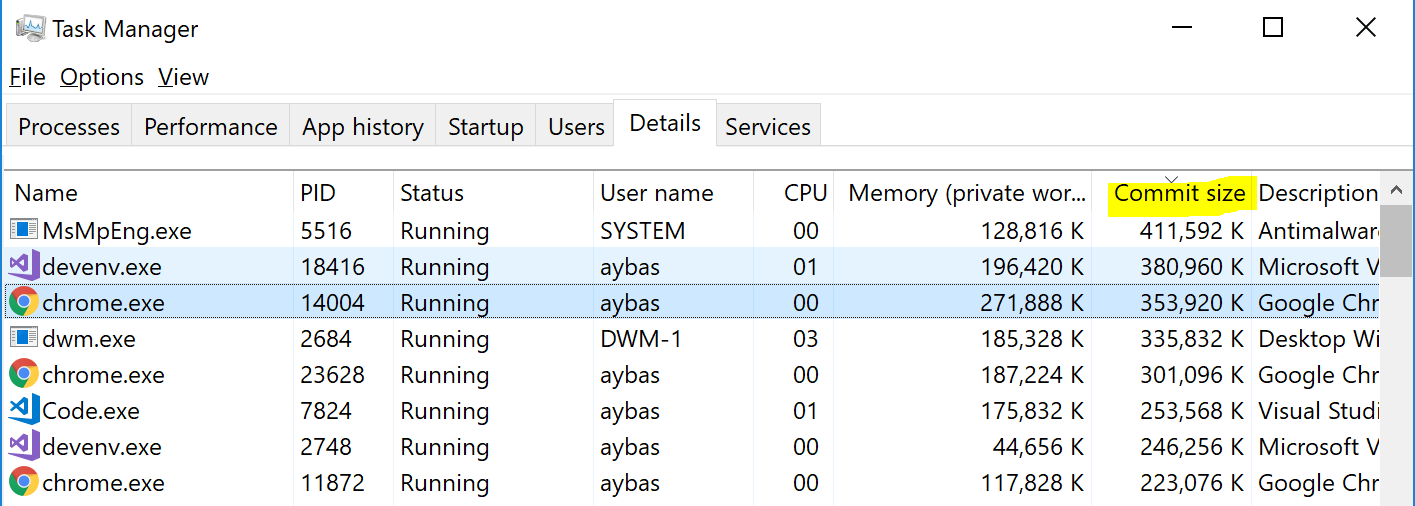 Task Manager
File Options View
Processes Performance App history Startup Users Details Services
Name PID Status User name CPU Memory (private wor... Commit size Description
MsMpEng.exe 5516 Running SYSTEM 00 128,816 K 411,592 K Antimalwar
devenv.exe 18416 Running aybas 01 196,420 K 380,960 K Microsoft V
chrome.exe 14004 Running aybas 00 271,888 K 353,920 K Google Chr
dwm.exe 2684 Running DWM-1 03 185,328 K 335,832 K Desktop Wi
chrome.exe 23628 Running aybas 00 187,224 K 301,096 K Google Chr
Code.exe 7824 Running aybas 01 175,832 K 253,568 K Visual Studi
devenv.exe 2748 Running aybas 00 44,656 K 246,256 K Microsoft V
chrome.exe 11872 Running aybas 00 117,828 K 223,076 K Google Chr